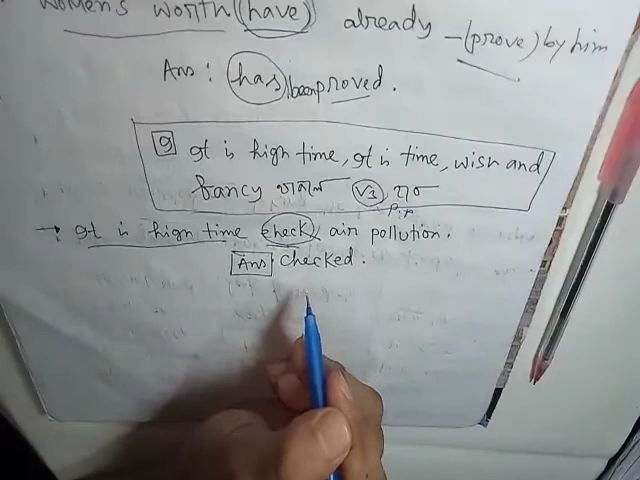 women's worth (have) already – (prove) by him
Ans : has been proved.
9 It is high time, It is time, wish and
fancy থাকলে V3 হয়
P.P
→ It is high time check air pollution.
Ans checked.